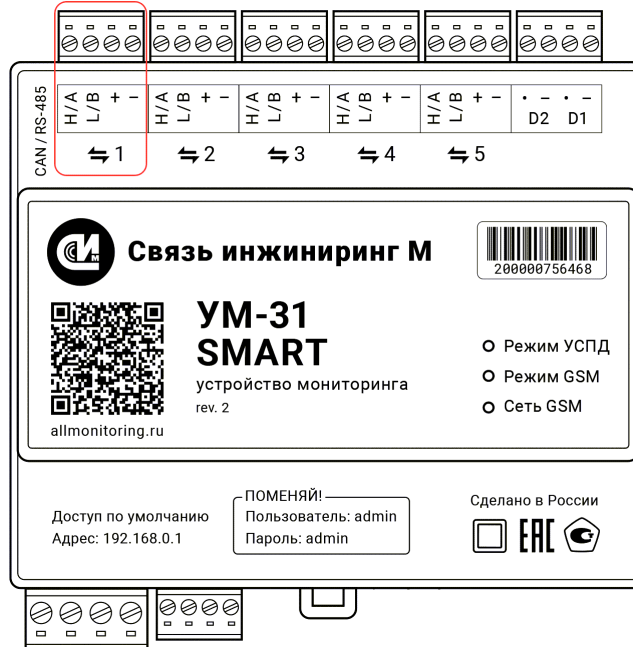 CAN / RS-485
H/A L/B + − H/A L/B + − H/A L/B + − H/A L/B + − H/A L/B + − · − · −
D2 D1
⇋ 1 ⇋ 2 ⇋ 3 ⇋ 4 ⇋ 5
СИ М
Связь инжиниринг М
200000756468
УМ-31
SMART
устройство мониторинга
rev. 2
allmonitoring.ru
Режим УСПД
Режим GSM
Сеть GSM
Доступ по умолчанию
Адрес: 192.168.0.1
ПОМЕНЯЙ!
Пользователь: admin
Пароль: admin
Сделано в России
EAC